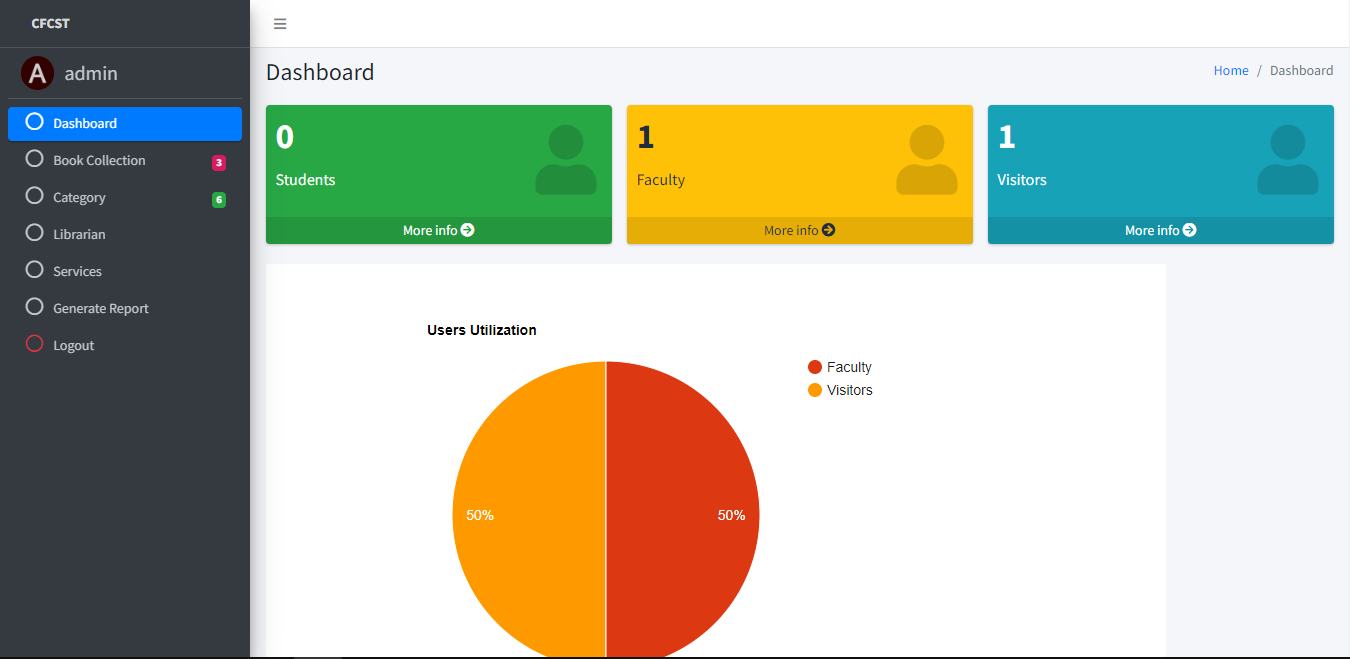 CFCST
A admin
Dashboard
Book Collection 3
Category 6
Librarian
Services
Generate Report
Logout
Dashboard
Home / Dashboard
0
Students
More info
1
Faculty
More info
1
Visitors
More info
Users Utilization
Faculty
Visitors
50%
50%